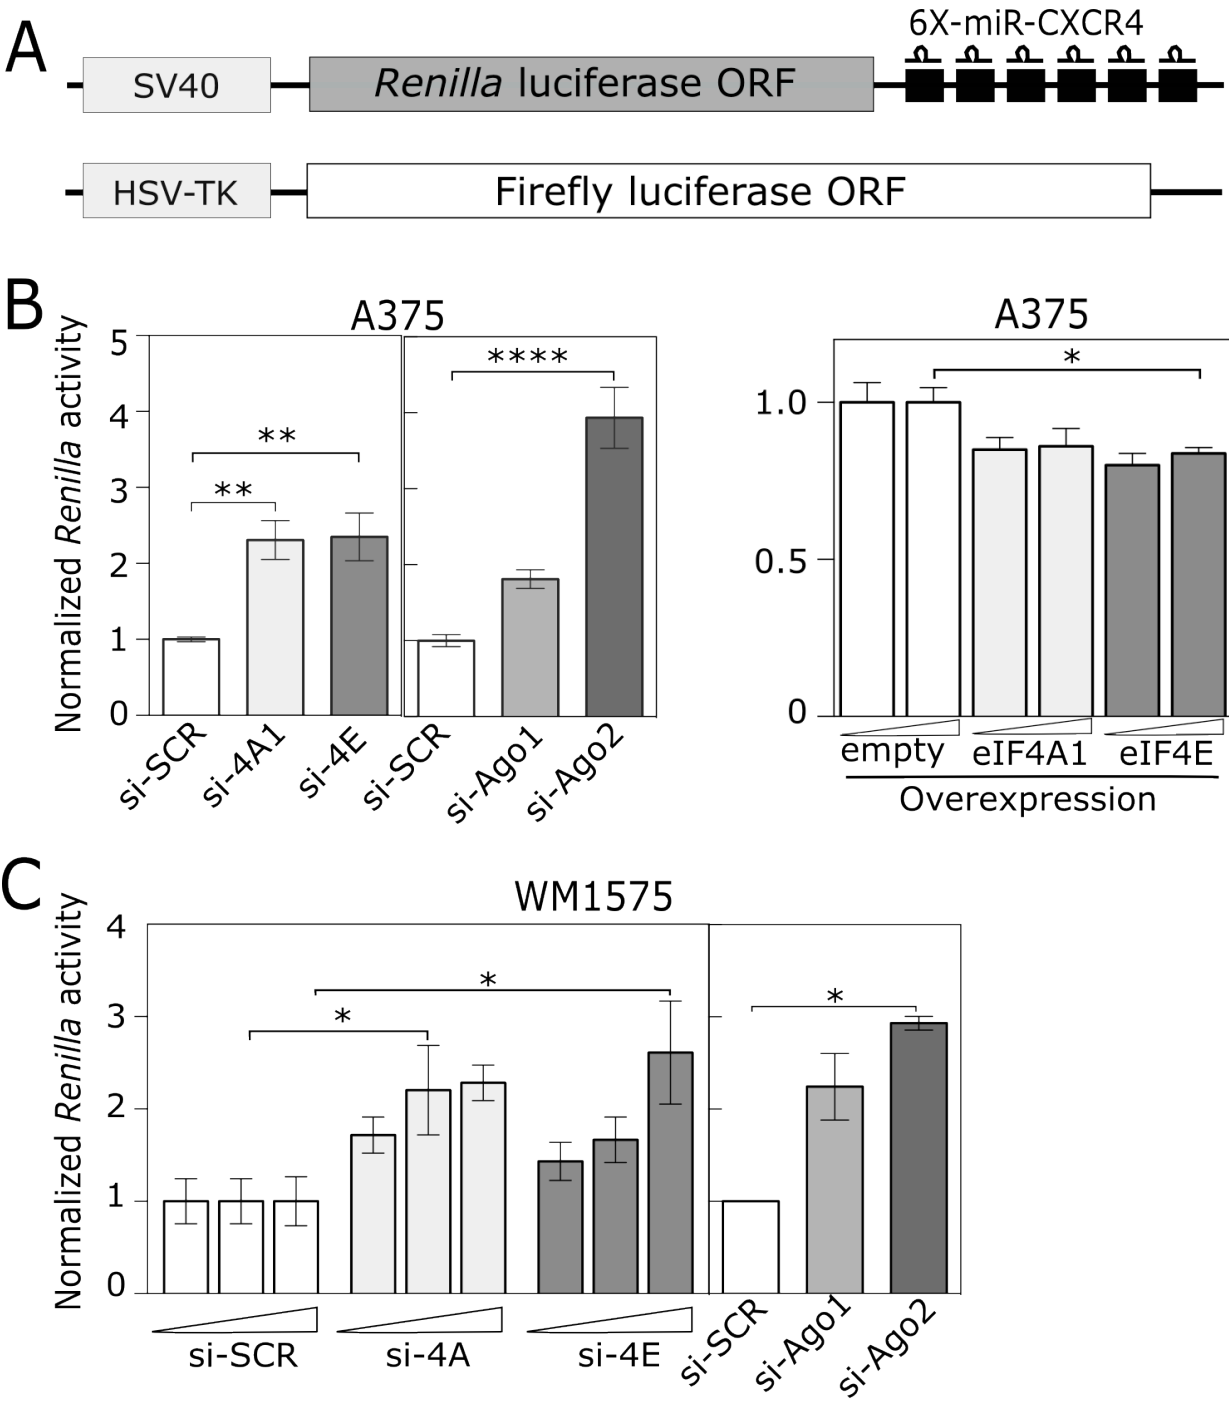 A
6X-miR-CXCR4
SV40
Renilla luciferase ORF
HSV-TK
Firefly luciferase ORF
B
A375
Normalized Renilla activity
5
4
3
2
1
0
**
**
****
si-SCR
si-4A1
si-4E
si-SCR
si-Ago1
si-Ago2
A375
1.0
0.5
0
*
empty
eIF4A1
eIF4E
Overexpression
C
WM1575
Normalized Renilla activity
4
3
2
1
0
*
*
*
si-SCR
si-4A
si-4E
si-SCR
si-Ago1
si-Ago2